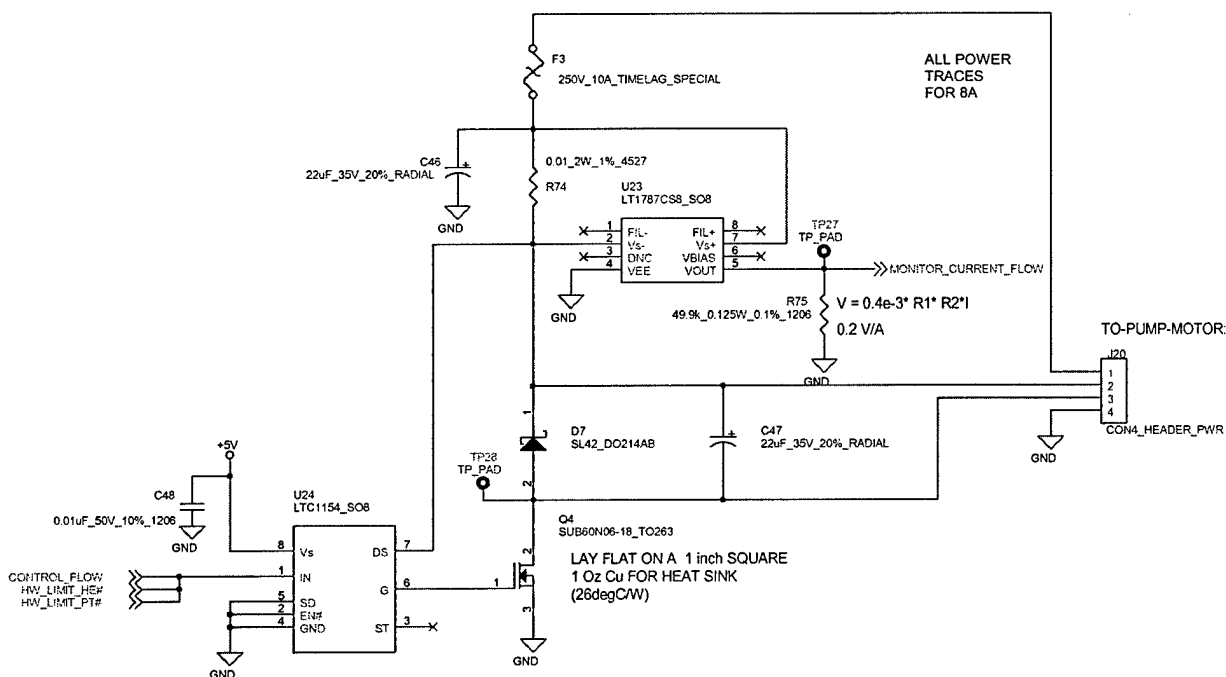 F3
250V_10A_TIMELAG_SPECIAL
ALL POWER
TRACES
FOR 8A
C46
22uF_35V_20%_RADIAL
GND
0.01_2W_1%_4527
R74
U23
LT1787CS8_SO8
1 FIL- FIL+ 8
2 Vs- Vs+ 7
3 DNC VBIAS 6
4 VEE VOUT 5
GND
TP27
TP_PAD
MONITOR_CURRENT_FLOW
R75
49.9k_0.125W_0.1%_1206
V = 0.4e-3* R1* R2*I
0.2 V/A
GND
TO-PUMP-MOTOR:
J20
1
2
3
4
CON4_HEADER_PWR
GND
1
D7
SL42_DO214AB
2
C47
22uF_35V_20%_RADIAL
TP28
TP_PAD
+5V
C48
0.01uF_50V_10%_1206
GND
U24
LTC1154_SO8
8 Vs DS 7
1 IN G 6
5 SD
2 EN#
4 GND ST 3
CONTROL_FLOW
HW_LIMIT_HE#
HW_LIMIT_PT#
GND
Q4
SUB60N06-18_TO263
2
1
3
LAY FLAT ON A 1 inch SQUARE
1 Oz Cu FOR HEAT SINK
(26degC/W)
GND